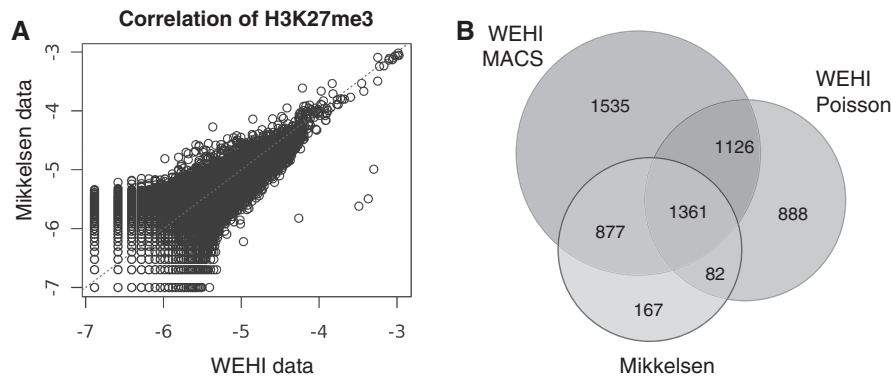 A
Correlation of H3K27me3
Mikkelsen data
-3
-4
-5
-6
-7
-7
-6
-5
-4
-3
WEHI data
B
WEHI
MACS
WEHI
Poisson
1535
1126
1361
877
888
82
167
Mikkelsen